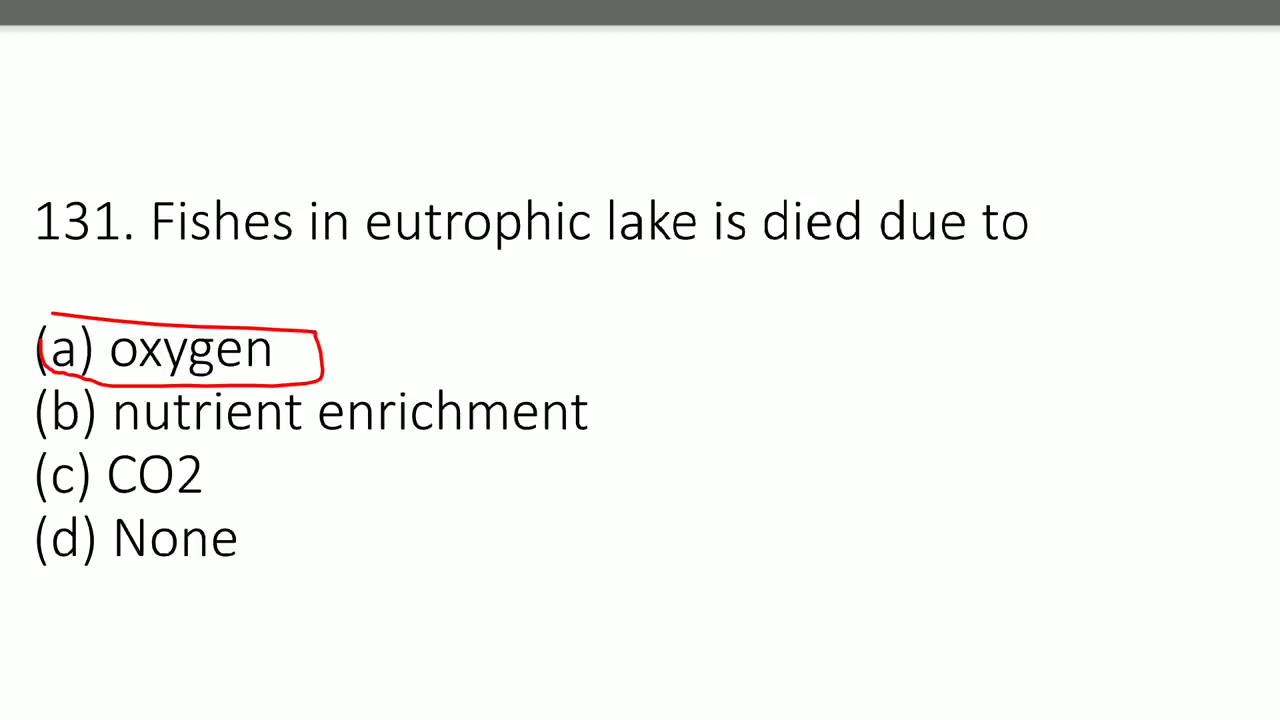 131. Fishes in eutrophic lake is died due to
(a) oxygen
(b) nutrient enrichment
(c) CO2
(d) None